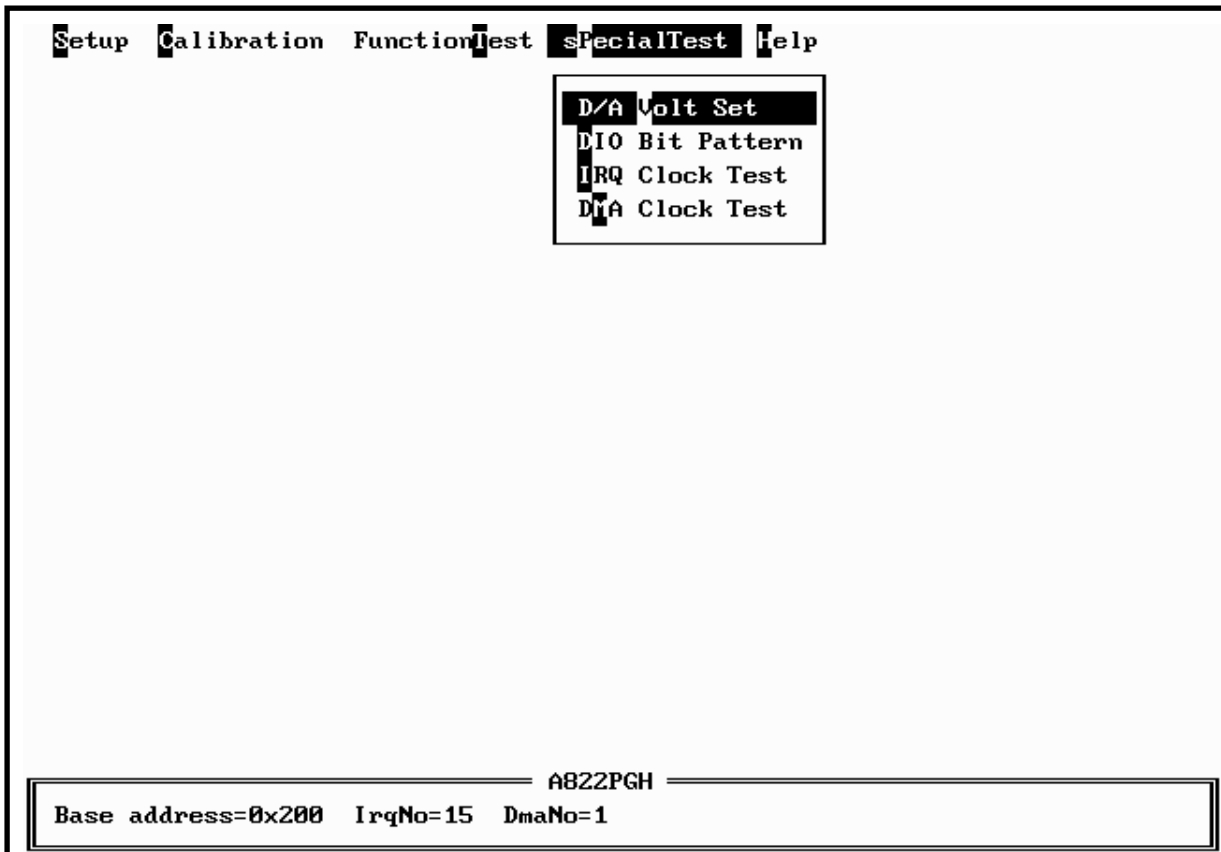 Setup Calibration FunctionTest sPecialTest Help
D/A Volt Set
DIO Bit Pattern
IRQ Clock Test
DMA Clock Test
A822PGH
Base address=0x200 IrqNo=15 DmaNo=1